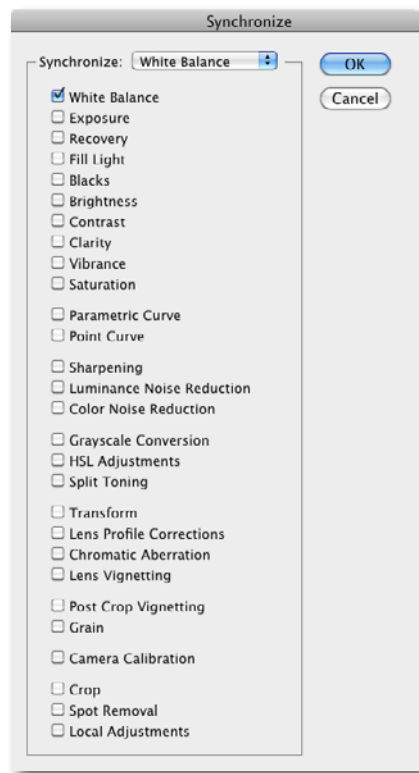 Synchronize
Synchronize: White Balance
OK
Cancel
White Balance
Exposure
Recovery
Fill Light
Blacks
Brightness
Contrast
Clarity
Vibrance
Saturation
Parametric Curve
Point Curve
Sharpening
Luminance Noise Reduction
Color Noise Reduction
Grayscale Conversion
HSL Adjustments
Split Toning
Transform
Lens Profile Corrections
Chromatic Aberration
Lens Vignetting
Post Crop Vignetting
Grain
Camera Calibration
Crop
Spot Removal
Local Adjustments